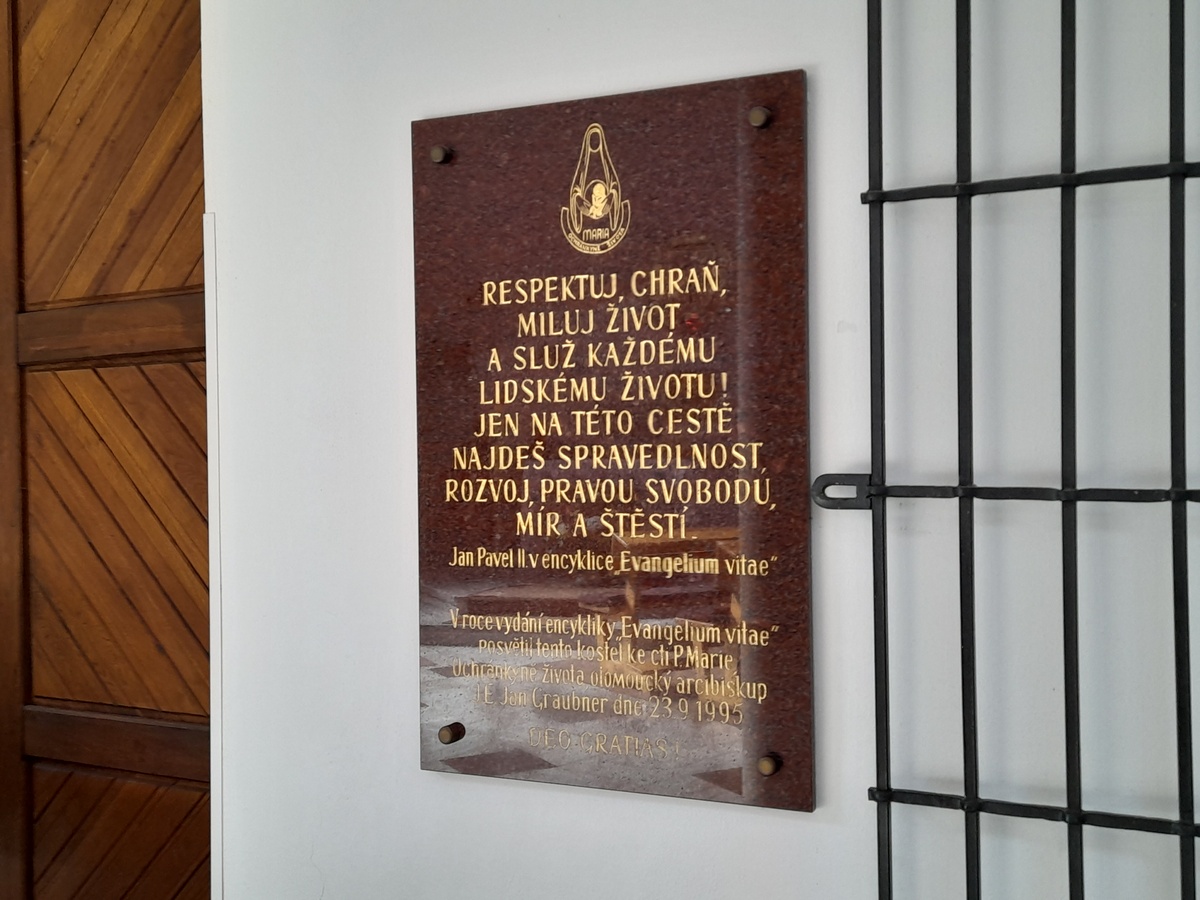 MARIA
OCHRÁNKYNĚ ŽIVOTA
RESPEKTUJ, CHRAŇ,
MILUJ ŽIVOT
A SLUŽ KAŽDÉMU
LIDSKÉMU ŽIVOTU!
JEN NA TÉTO CESTĚ
NAJDEŠ SPRAVEDLNOST,
ROZVOJ, PRAVOU SVOBODU,
MÍR A ŠTĚSTÍ.
Jan Pavel II. v encyklice „Evangelium vitae“
V roce vydání encykliky „Evangelium vitae“
posvětil tento kostel ke cti P. Marie,
Ochránkyně života olomoucký arcibiskup
J.E. Jan Graubner dne 23.9.1995
DEO GRATIAS!